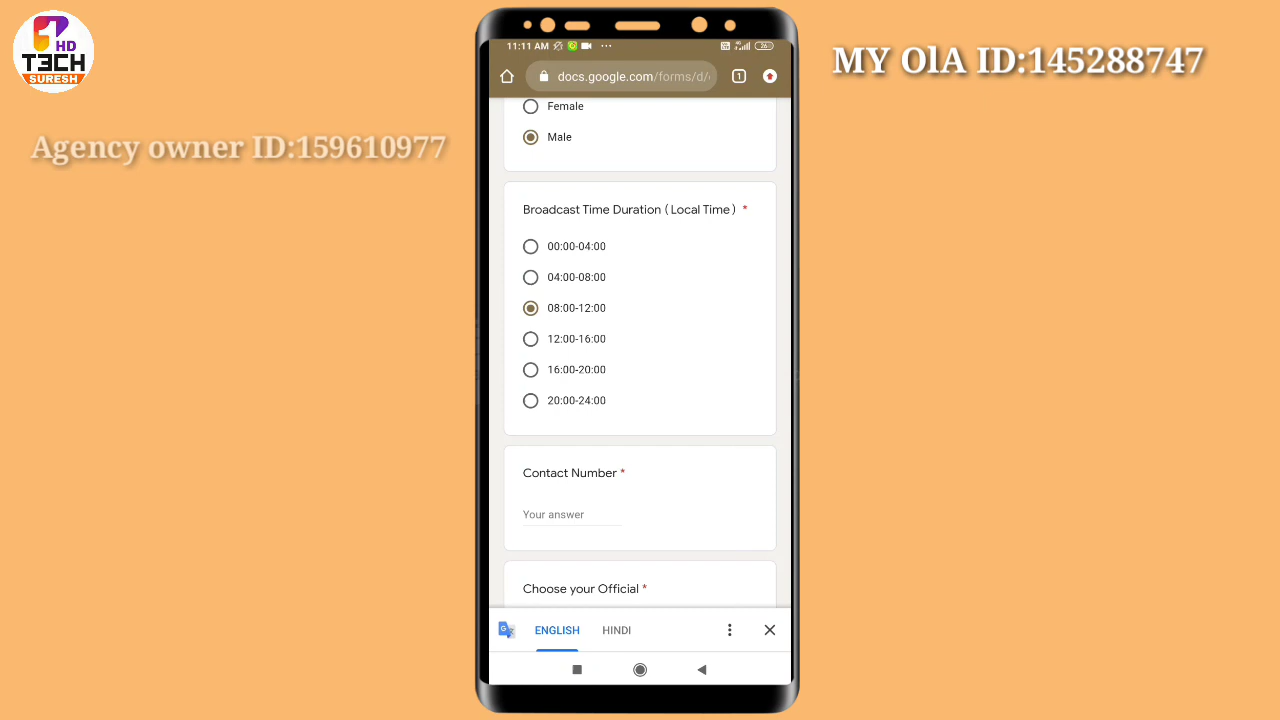 HD
T3CH
SURESH
MY OlA ID:145288747
Agency owner ID:159610977
11:11 AM
26
docs.google.com/forms/d/
1
Female
Male
Broadcast Time Duration (Local Time) *
00:00-04:00
04:00-08:00
08:00-12:00
12:00-16:00
16:00-20:00
20:00-24:00
Contact Number *
Your answer
Choose your Official *
ENGLISH HINDI